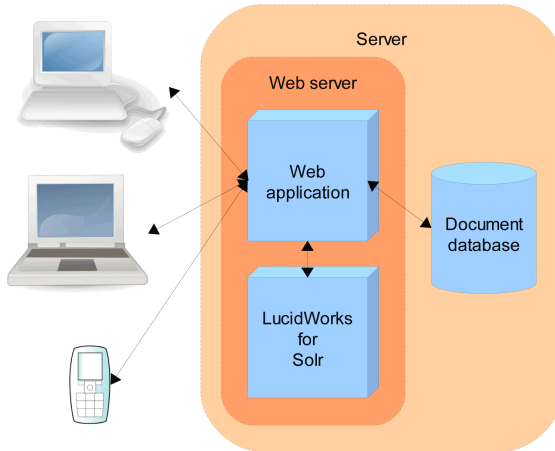 Server
Web server
Web
application
Document
database
LucidWorks
for
Solr